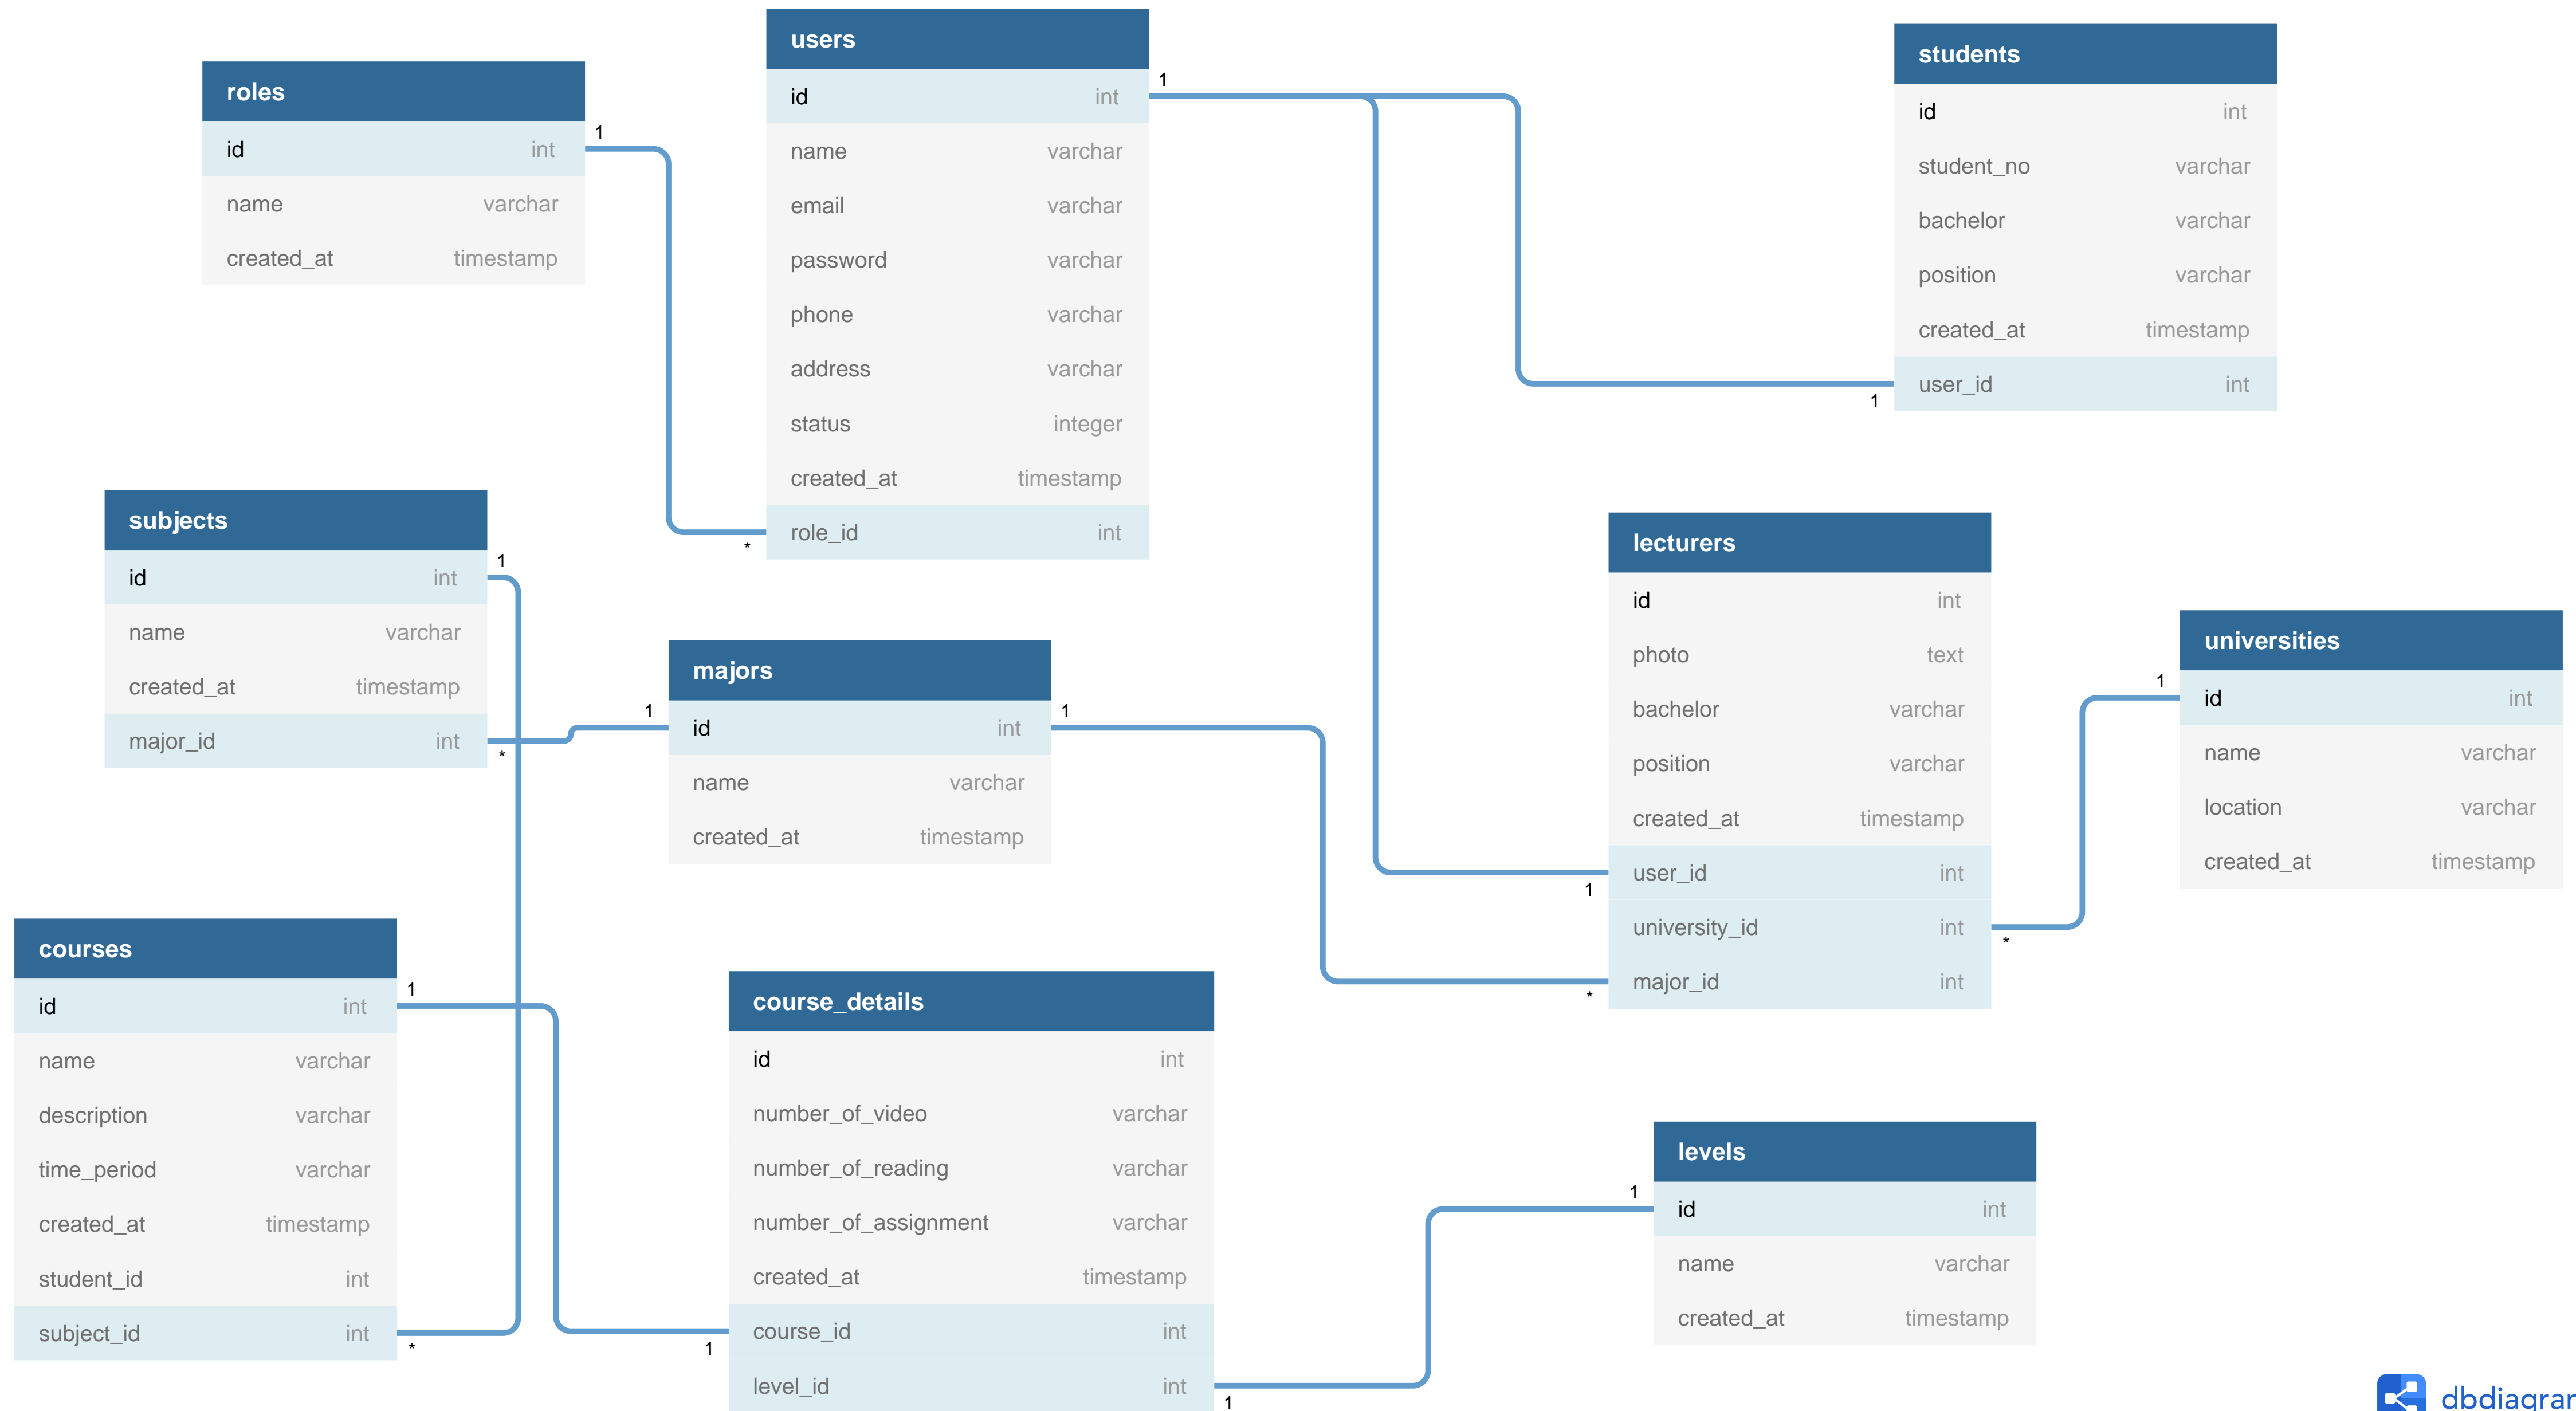 roles
id int
name varchar
created_at timestamp
1
users
id int
name varchar
email varchar
password varchar
phone varchar
address varchar
status integer
created_at timestamp
role_id int
1
*
students
id int
student_no varchar
bachelor varchar
position varchar
created_at timestamp
user_id int
1
subjects
id int
name varchar
created_at timestamp
major_id int
1
*
majors
id int
name varchar
created_at timestamp
1
1
lecturers
id int
photo text
bachelor varchar
position varchar
created_at timestamp
user_id int
university_id int
major_id int
1
*
*
universities
id int
name varchar
location varchar
created_at timestamp
1
courses
id int
name varchar
description varchar
time_period varchar
created_at timestamp
student_id int
subject_id int
1
*
course_details
id int
number_of_video varchar
number_of_reading varchar
number_of_assignment varchar
created_at timestamp
course_id int
level_id int
1
1
levels
id int
name varchar
created_at timestamp
1